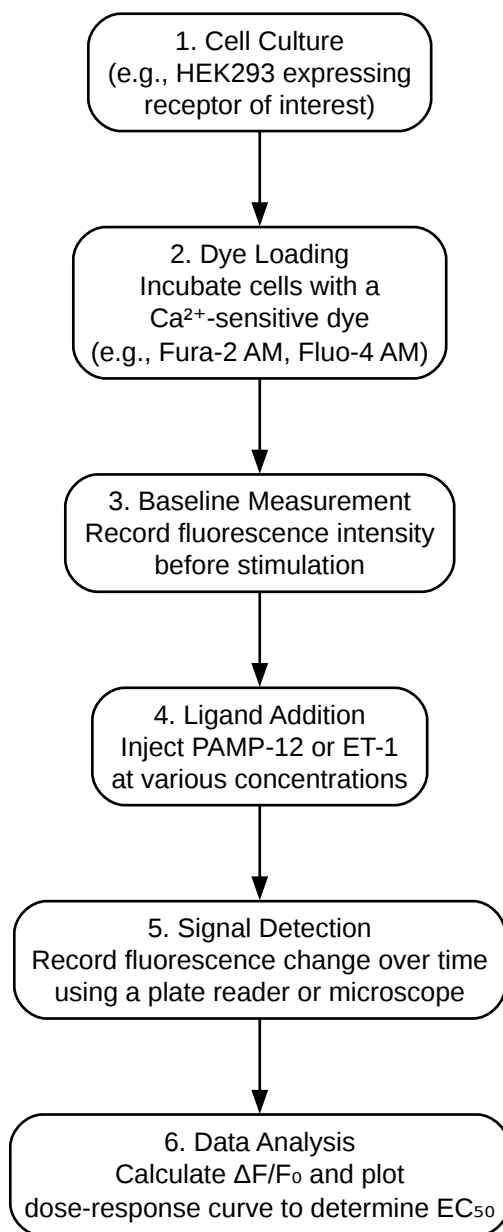 1. Cell Culture
(e.g., HEK293 expressing
receptor of interest)
2. Dye Loading
Incubate cells with a
Ca²⁺-sensitive dye
(e.g., Fura-2 AM, Fluo-4 AM)
3. Baseline Measurement
Record fluorescence intensity
before stimulation
4. Ligand Addition
Inject PAMP-12 or ET-1
at various concentrations
5. Signal Detection
Record fluorescence change over time
using a plate reader or microscope
6. Data Analysis
Calculate ΔF/F₀ and plot
dose-response curve to determine EC₅₀